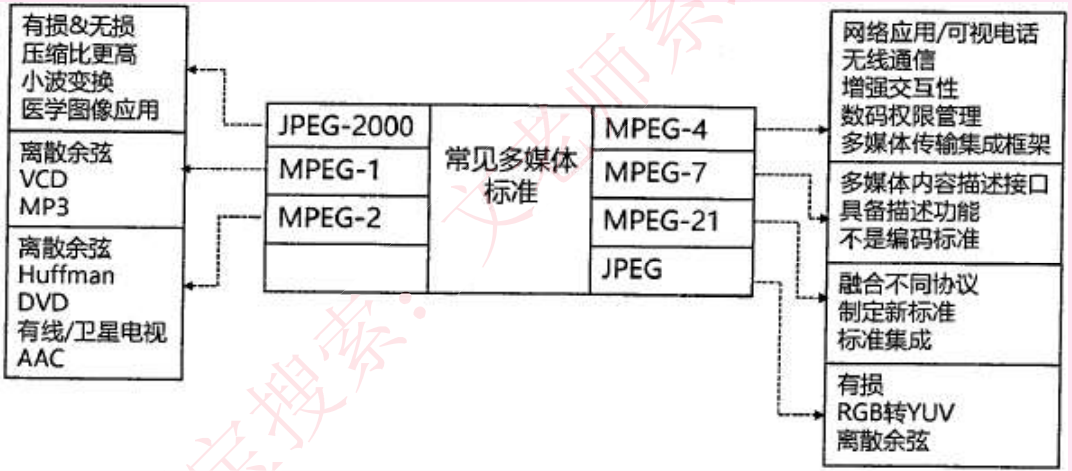 有损&无损
压缩比更高
小波变换
医学图像应用
离散余弦
VCD
MP3
离散余弦
Huffman
DVD
有线/卫星电视
AAC
JPEG-2000
MPEG-1
MPEG-2
常见多媒体
标准
MPEG-4
MPEG-7
MPEG-21
JPEG
网络应用/可视电话
无线通信
增强交互性
数码权限管理
多媒体传输集成框架
多媒体内容描述接口
具备描述功能
不是编码标准
融合不同协议
制定新标准
标准集成
有损
RGB转YUV
离散余弦
宝搜索：文老师系